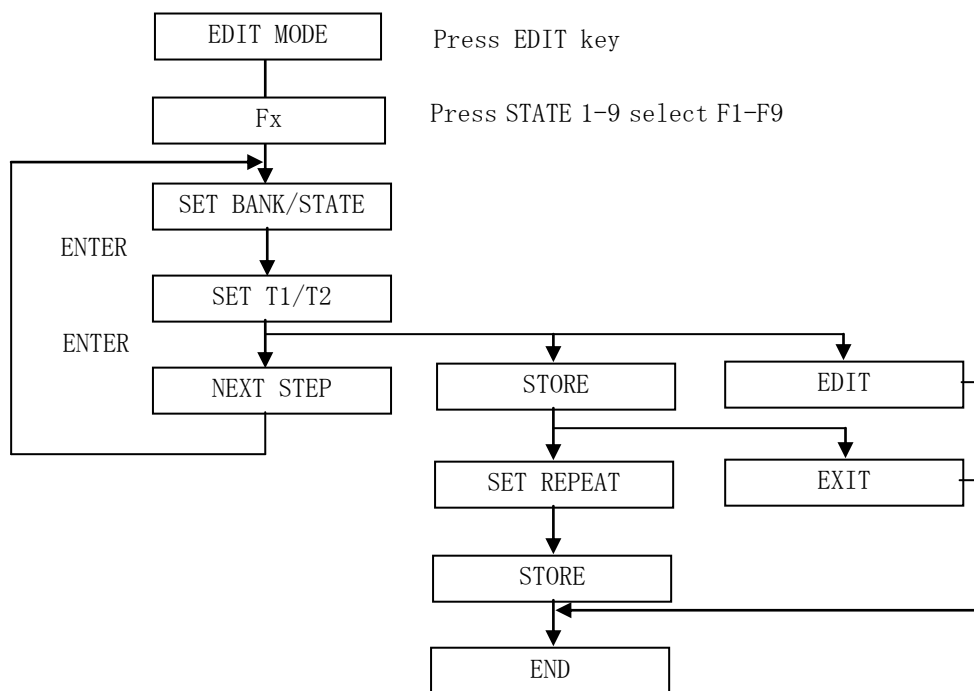 EDIT MODE
Press EDIT key
Fx
Press STATE 1-9 select F1-F9
SET BANK/STATE
ENTER
SET T1/T2
ENTER
NEXT STEP
STORE
EDIT
SET REPEAT
EXIT
STORE
END